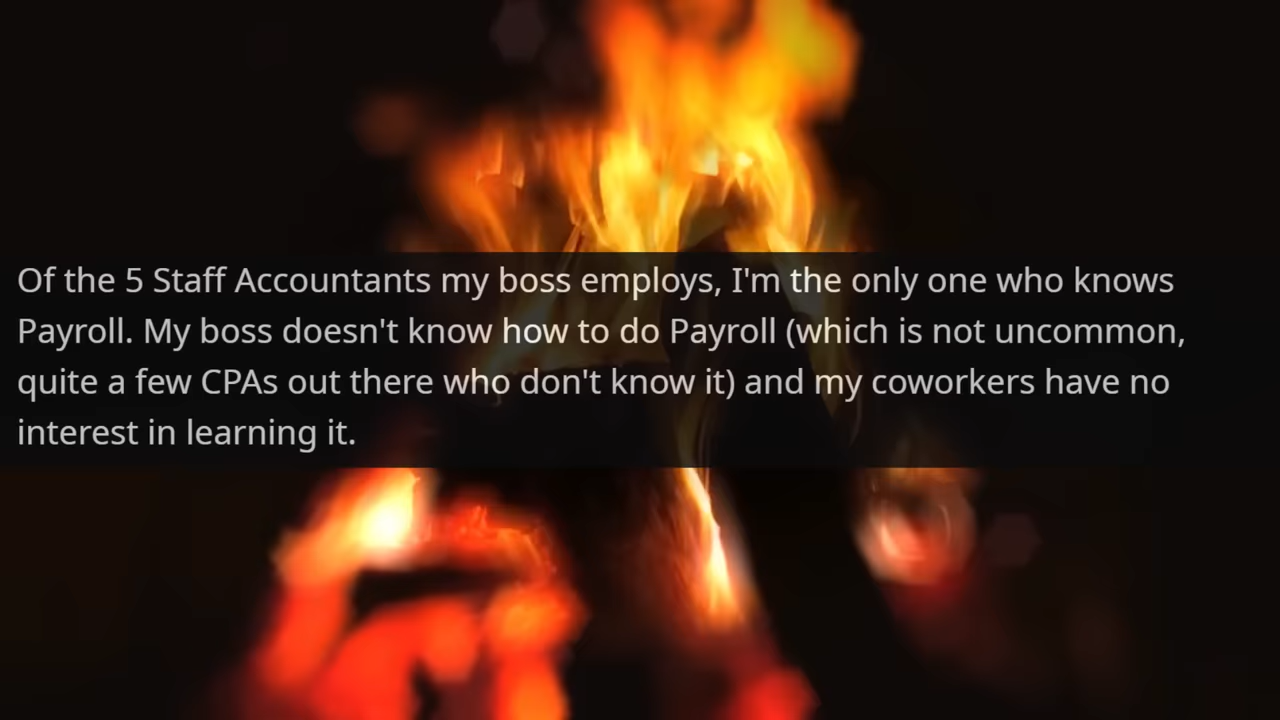 Of the 5 Staff Accountants my boss employs, I'm the only one who knows
Payroll. My boss doesn't know how to do Payroll (which is not uncommon,
quite a few CPAs out there who don't know it) and my coworkers have no
interest in learning it.